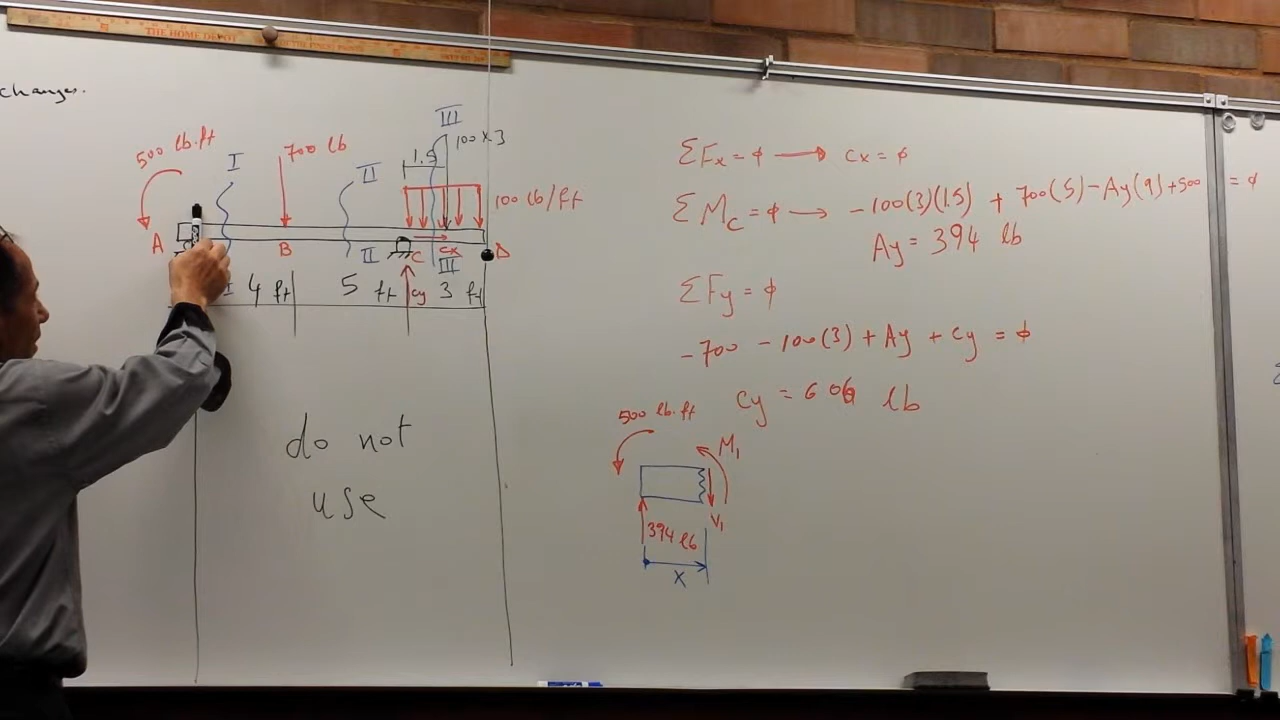 THE HOME DEPOT
changes.
500 lb.ft
I
700 lb
II
III
1.5
100 x 3
100 lb/ft
A
B
II
C
Cx
III
D
I
4 ft
5 ft
Cy
3 ft
do not
use
ΣFx = ϕ → Cx = ϕ
ΣMC = ϕ → -100(3)(1.5) + 700(5) - Ay(9) + 500 = ϕ
Ay = 394 lb
ΣFy = ϕ
-700 - 100(3) + Ay + Cy = ϕ
Cy = 606 lb
500 lb.ft
M1
V1
394 lb
X